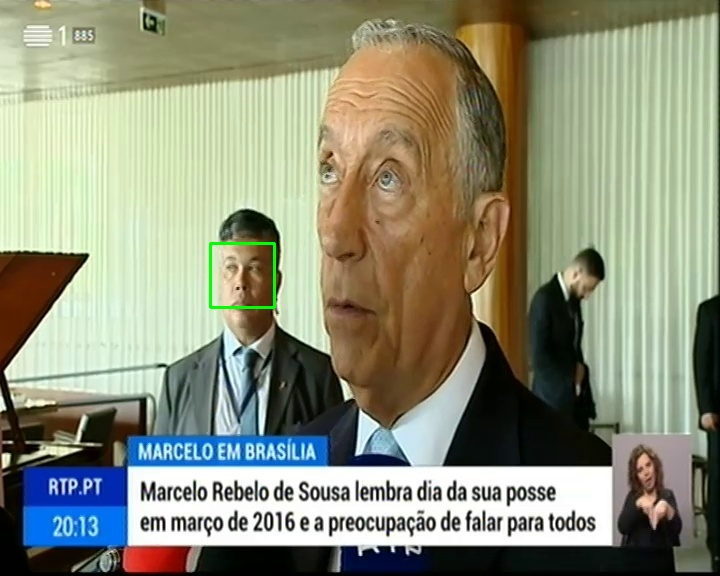 1 885
MARCELO EM BRASÍLIA
RTP.PT
20:13
Marcelo Rebelo de Sousa lembra dia da sua posse
em março de 2016 e a preocupação de falar para todos